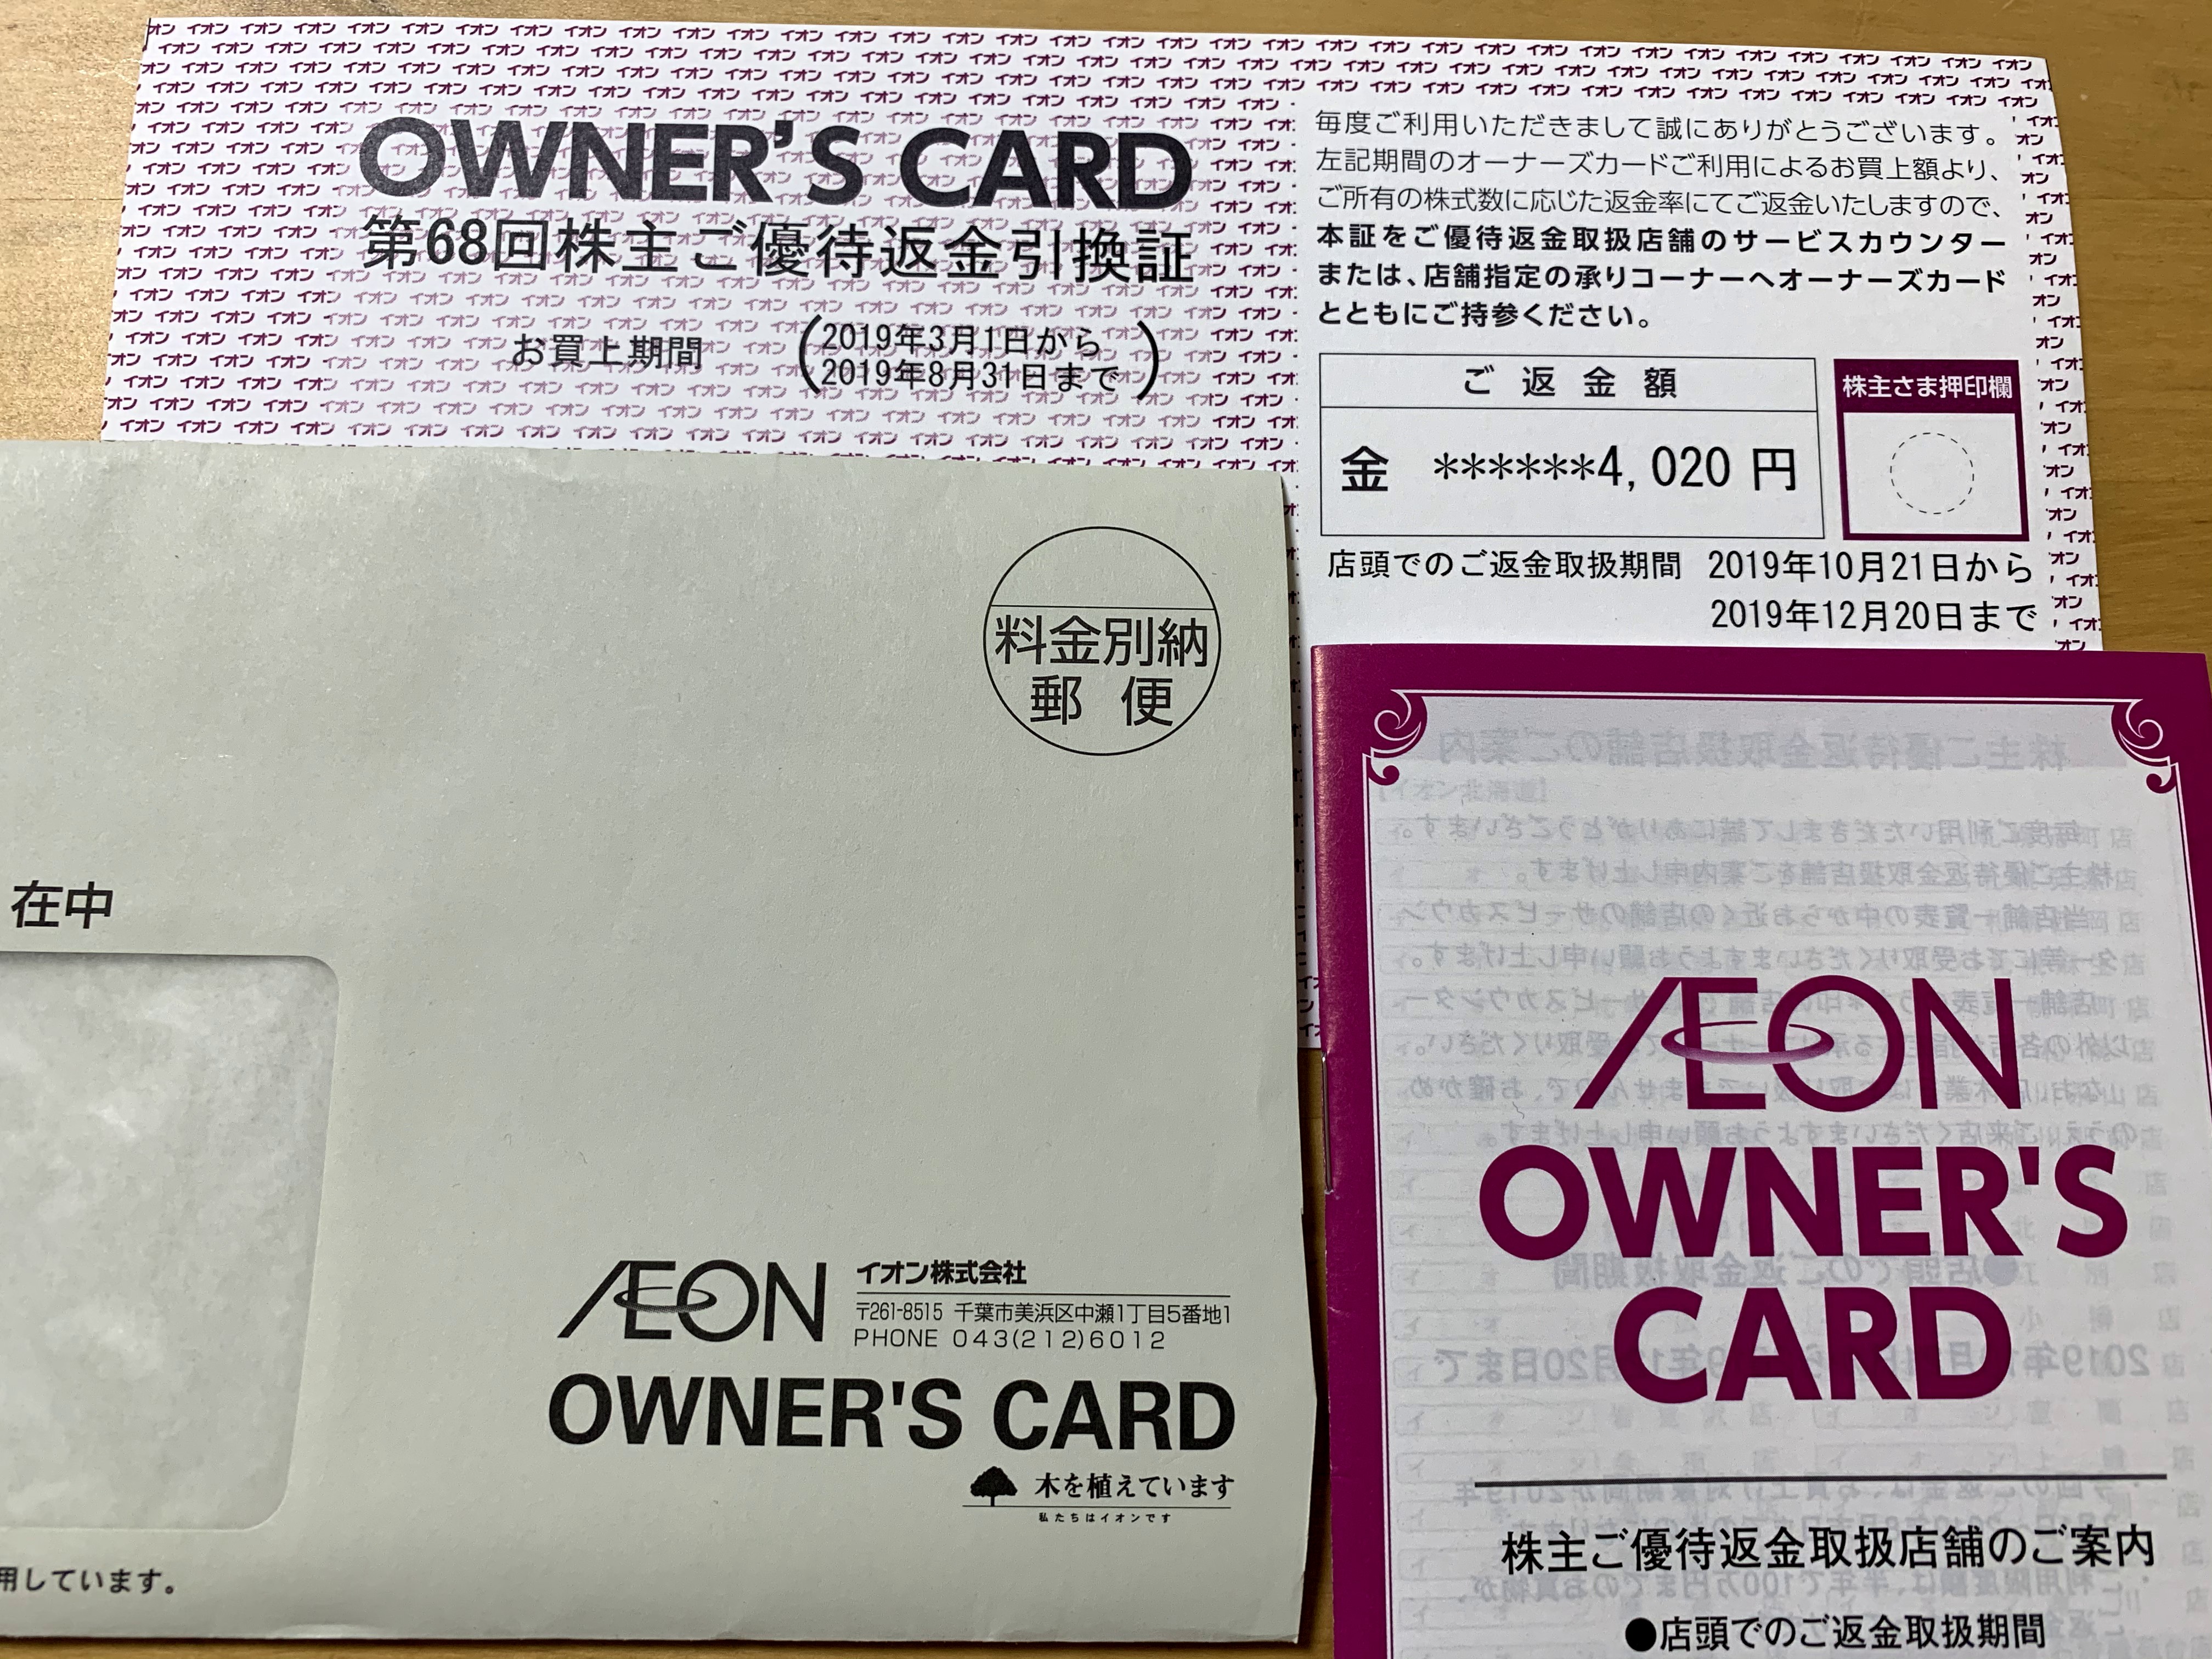 OWNER'S CARD
第68回株主ご優待返金引換証
お買上期間
(2019年3月1日から
2019年8月31日まで)
毎度ご利用いただきまして誠にありがとうございます。
左記期間のオーナーズカードご利用によるお買上額より、
ご所有の株式数に応じた返金率にてご返金いたしますので、
本証をご優待返金取扱店舗のサービスカウンター
または、店舗指定の承りコーナーへオーナーズカード
とともにご持参ください。
ご返金額
金 ******4,020 円
株主さま押印欄
店頭でのご返金取扱期間 2019年10月21日から
2019年12月20日まで
料金別納
郵便
在中
AEON
イオン株式会社
〒261-8515 千葉市美浜区中瀬1丁目5番地1
PHONE 043(212)6012
OWNER'S CARD
木を植えています
私たちはイオンです
用しています。
AEON
OWNER'S
CARD
株主ご優待返金取扱店舗のご案内
●店頭でのご返金取扱期間